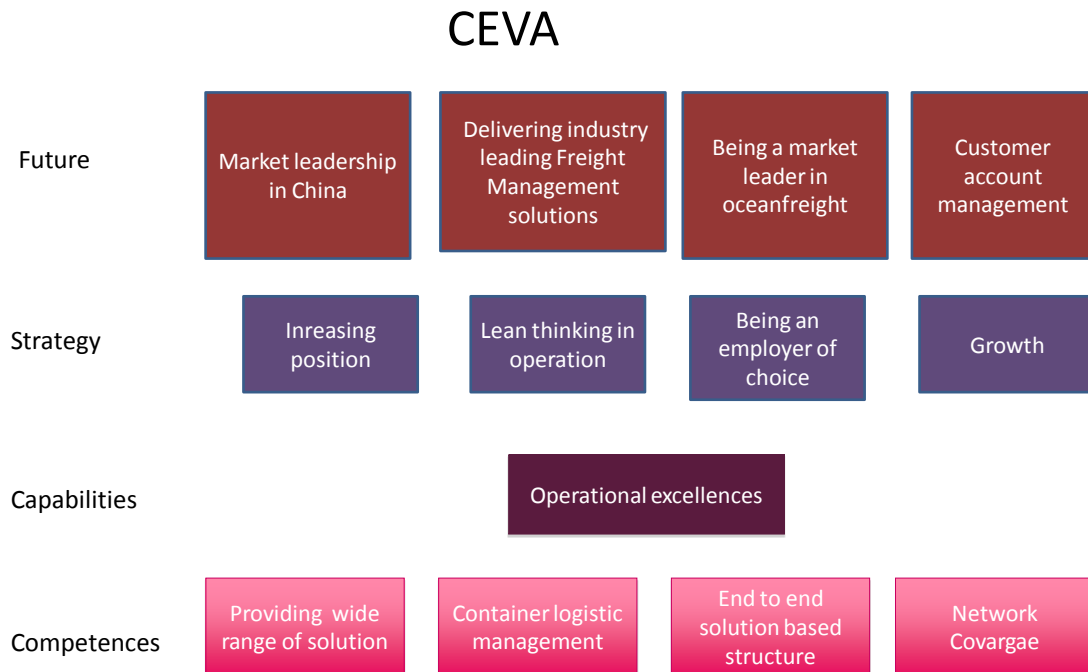 CEVA
Future
Market leadership
in China
Delivering industry
leading Freight
Management
solutions
Being a market
leader in
oceanfreight
Customer
account
management
Strategy
Inreasing
position
Lean thinking in
operation
Being an
employer of
choice
Growth
Capabilities
Operational excellences
Competences
Providing wide
range of solution
Container logistic
management
End to end
solution based
structure
Network
Covargae